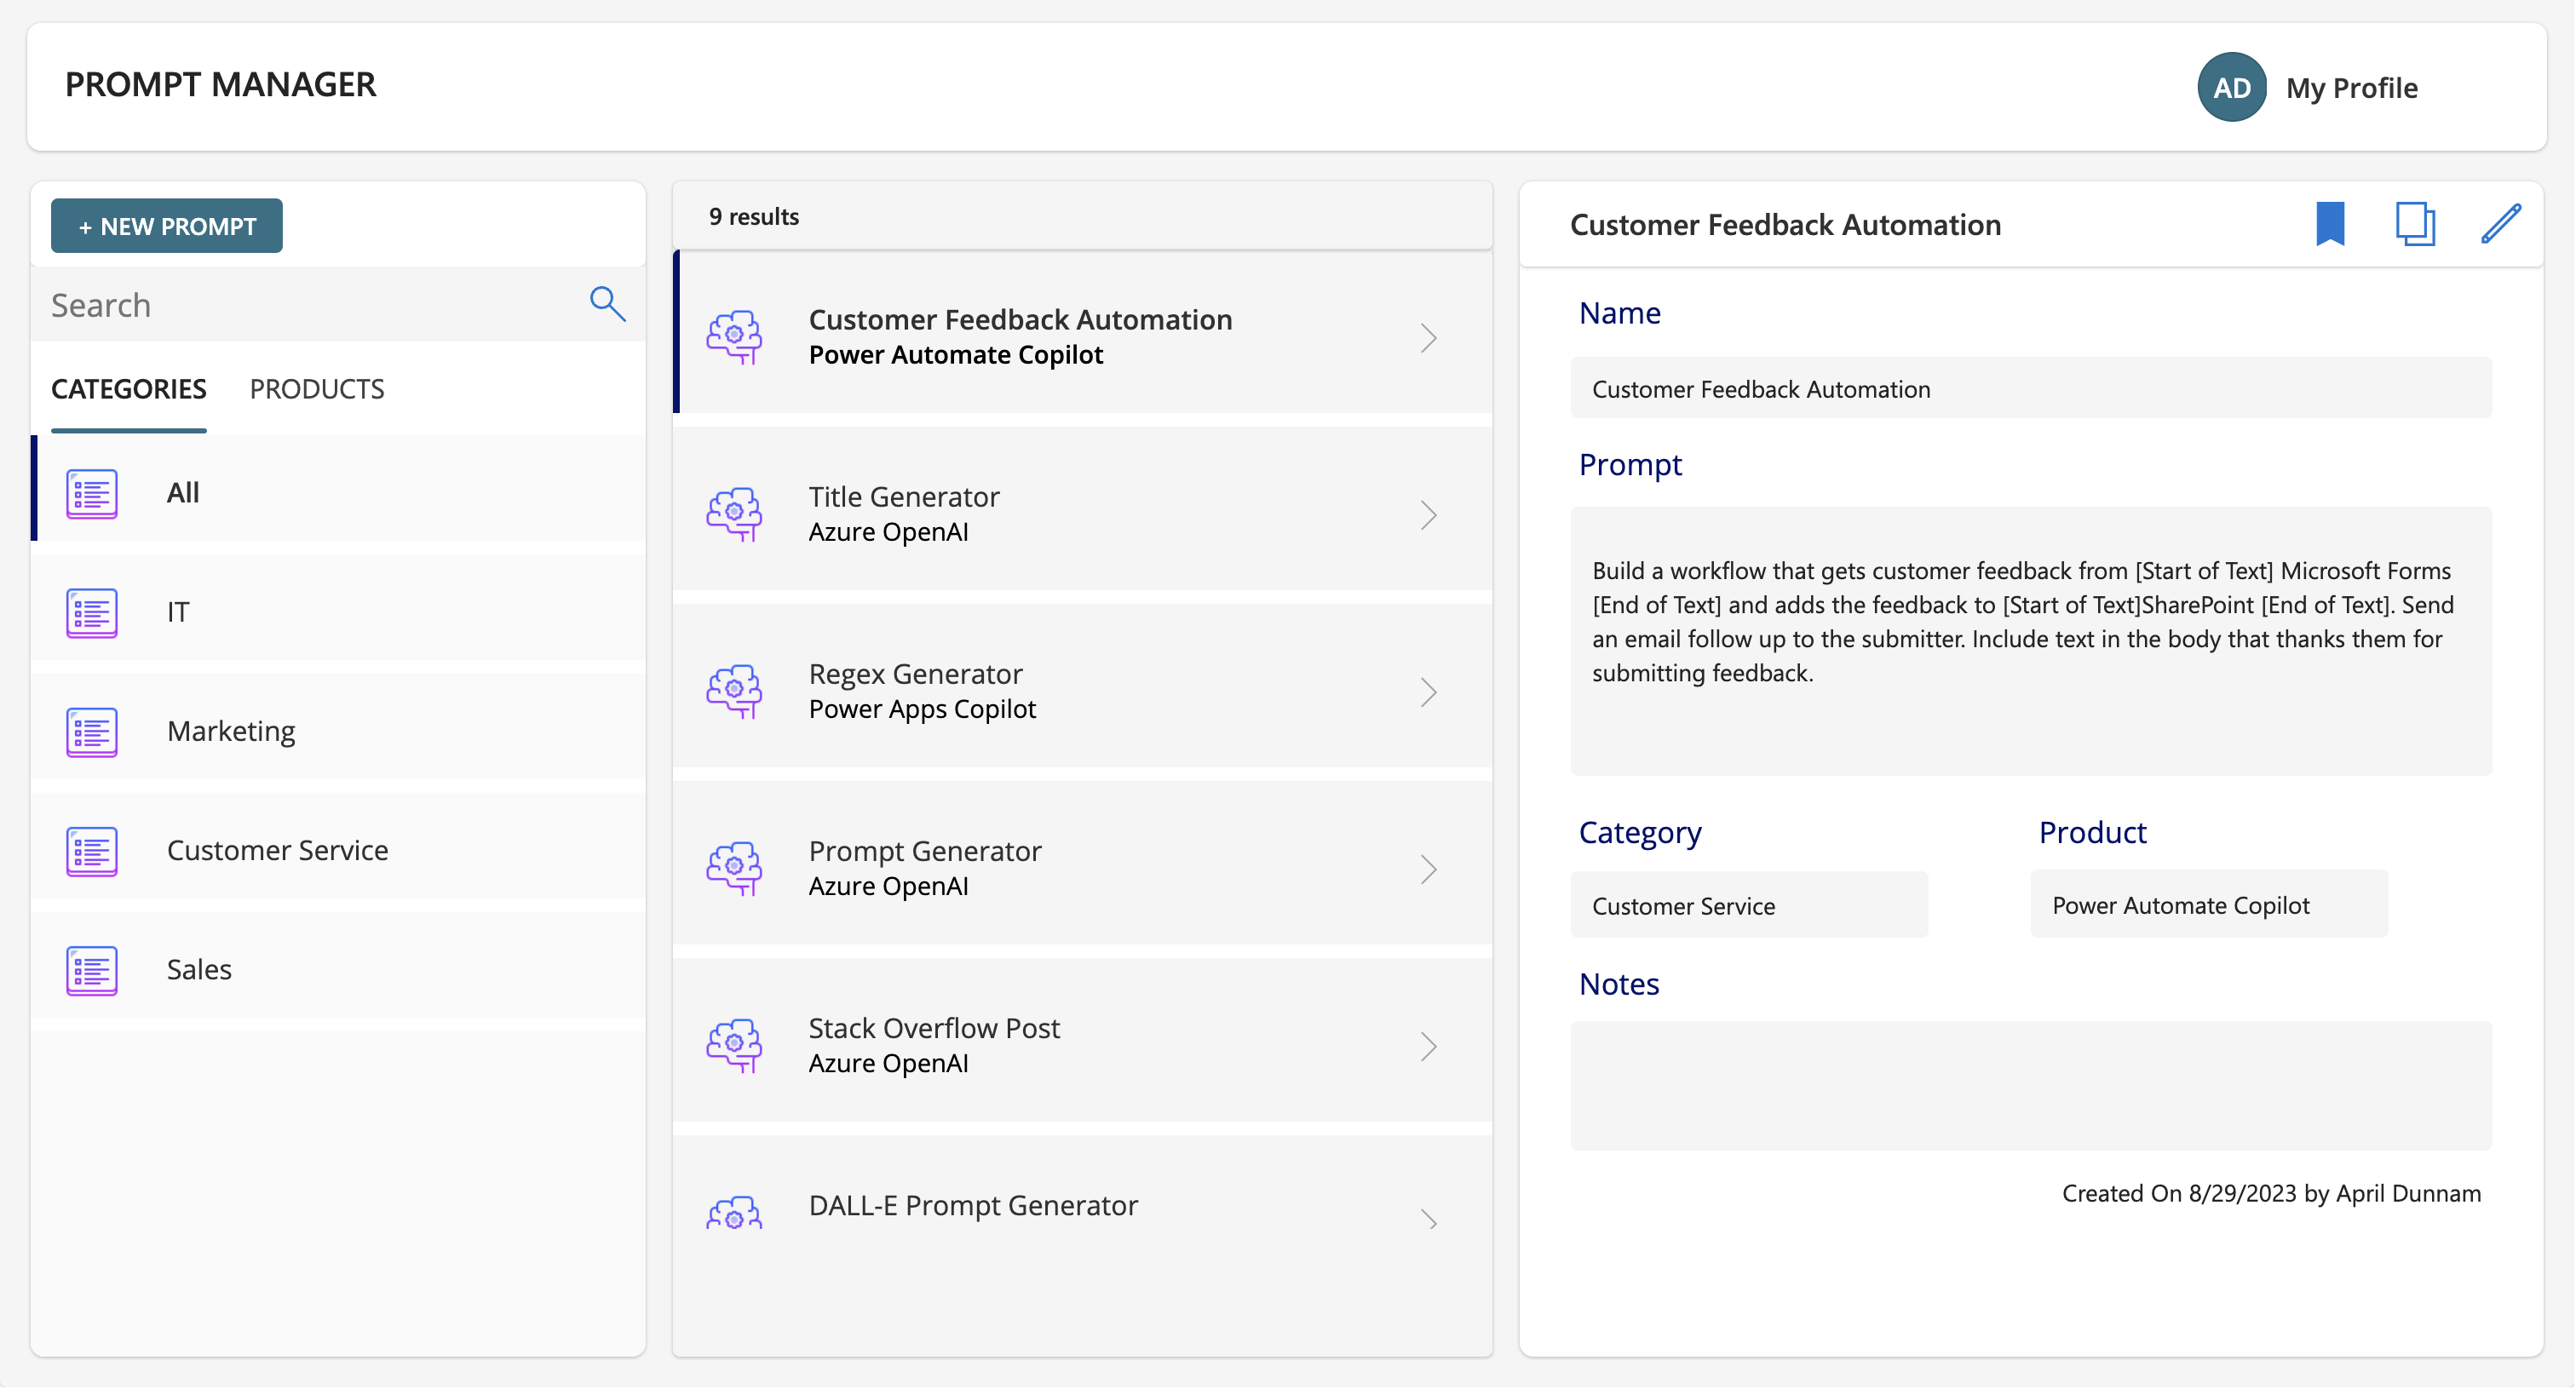 PROMPT MANAGER
AD
My Profile
+ NEW PROMPT
Search
CATEGORIES
PRODUCTS
All
IT
Marketing
Customer Service
Sales
9 results
Customer Feedback Automation
Power Automate Copilot
Title Generator
Azure OpenAI
Regex Generator
Power Apps Copilot
Prompt Generator
Azure OpenAI
Stack Overflow Post
Azure OpenAI
DALL-E Prompt Generator
Customer Feedback Automation
Name
Customer Feedback Automation
Prompt
Build a workflow that gets customer feedback from [Start of Text] Microsoft Forms
[End of Text] and adds the feedback to [Start of Text]SharePoint [End of Text]. Send
an email follow up to the submitter. Include text in the body that thanks them for
submitting feedback.
Category
Product
Customer Service
Power Automate Copilot
Notes
Created On 8/29/2023 by April Dunnam